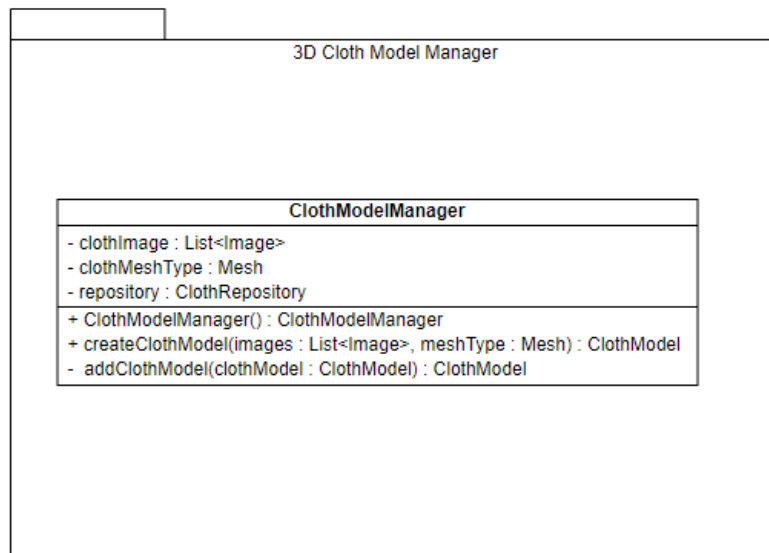 3D Cloth Model Manager
ClothModelManager
- clothImage : List<Image>
- clothMeshType : Mesh
- repository : ClothRepository
+ ClothModelManager() : ClothModelManager
+ createClothModel(images : List<Image>, meshType : Mesh) : ClothModel
- addClothModel(clothModel : ClothModel) : ClothModel